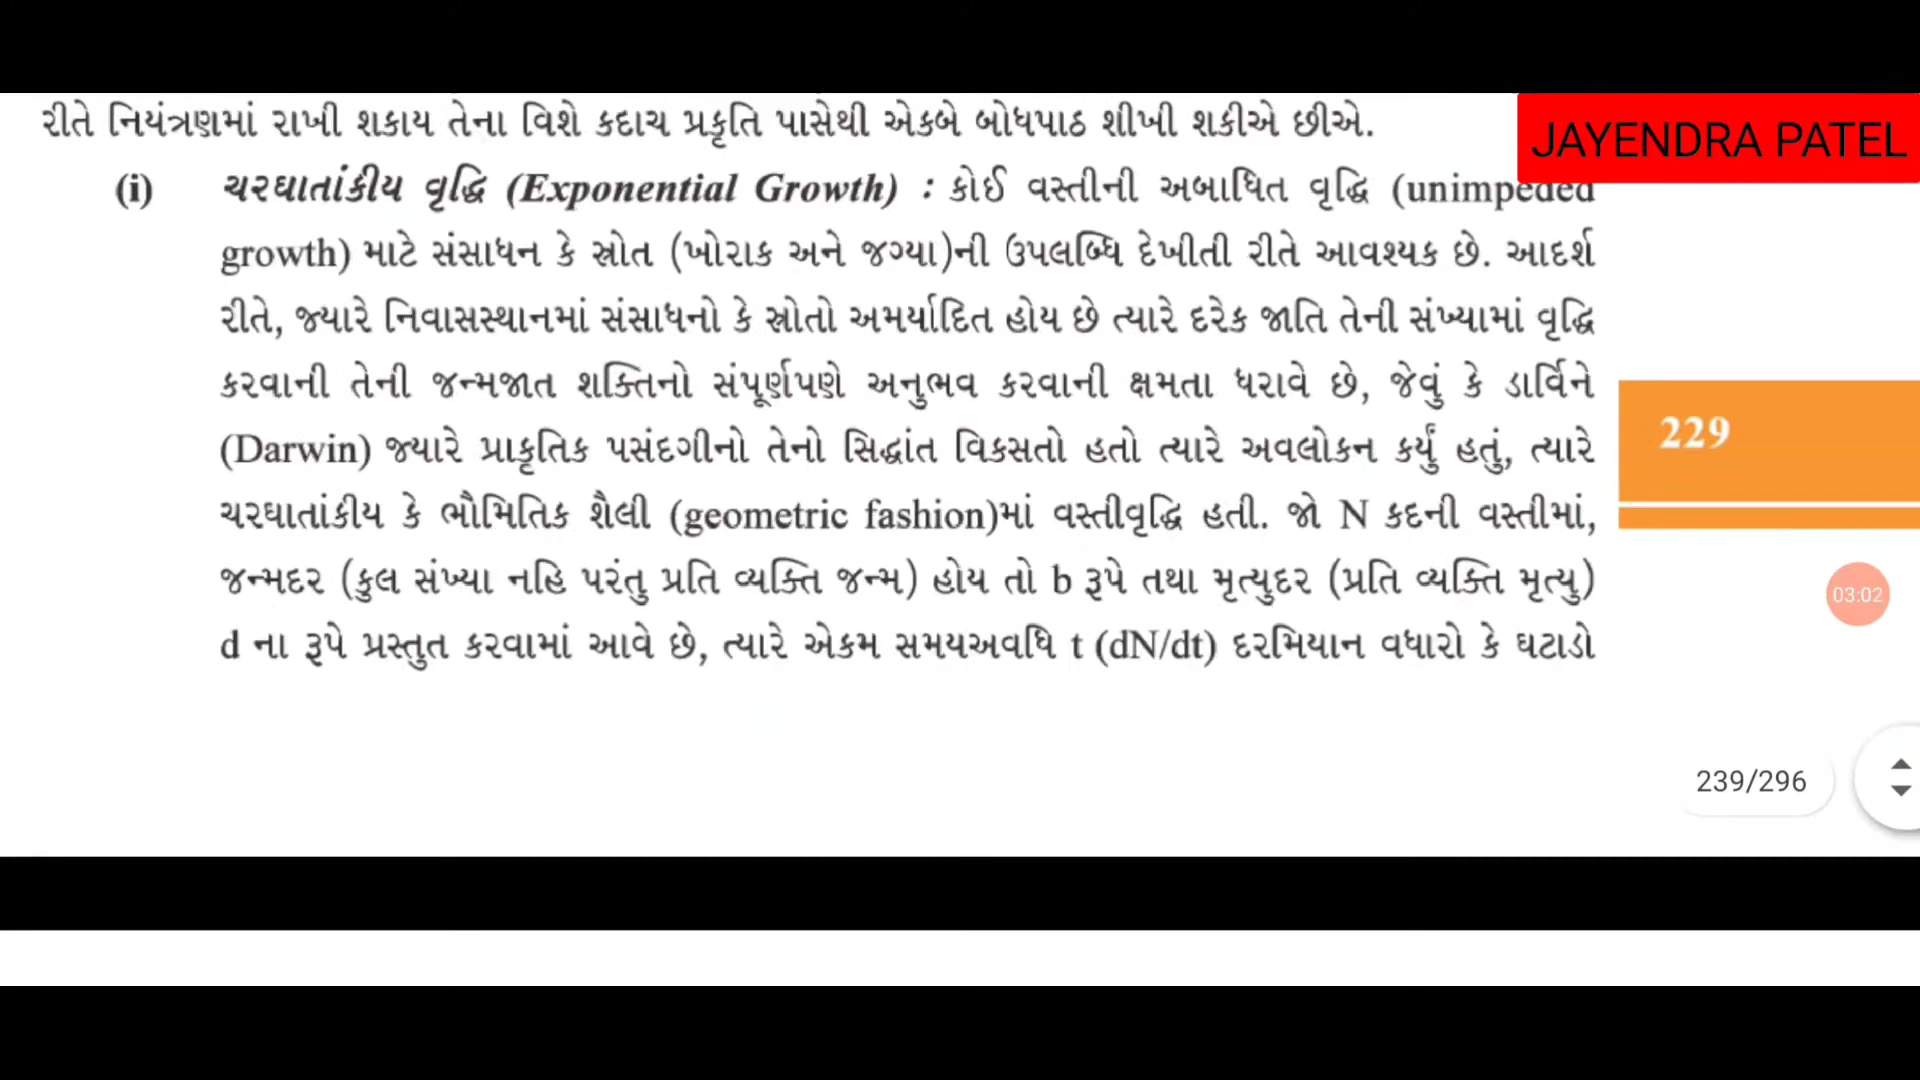 રીતે નિયંત્રણમાં રાખી શકાય તેના વિશે કદાચ પ્રકૃતિ પાસેથી એકબે બોધપાઠ શીખી શકીએ છીએ.
JAYENDRA PATEL
(i) ચરઘાતાંકીય વૃદ્ધિ (Exponential Growth) : કોઈ વસ્તીની અબાધિત વૃદ્ધિ (unimpeded
growth) માટે સંસાધન કે સ્રોત (ખોરાક અને જગ્યા)ની ઉપલબ્ધિ દેખીતી રીતે આવશ્યક છે. આદર્શ
રીતે, જ્યારે નિવાસસ્થાનમાં સંસાધનો કે સ્રોતો અમર્યાદિત હોય છે ત્યારે દરેક જાતિ તેની સંખ્યામાં વૃદ્ધિ
કરવાની તેની જન્મજાત શક્તિનો સંપૂર્ણપણે અનુભવ કરવાની ક્ષમતા ધરાવે છે, જેવું કે ડાર્વિને
(Darwin) જ્યારે પ્રાકૃતિક પસંદગીનો તેનો સિદ્ધાંત વિકસતો હતો ત્યારે અવલોકન કર્યું હતું, ત્યારે
ચરઘાતાંકીય કે ભૌમિતિક શૈલી (geometric fashion)માં વસ્તીવૃદ્ધિ હતી. જો N કદની વસ્તીમાં,
જન્મદર (કુલ સંખ્યા નહિ પરંતુ પ્રતિ વ્યક્તિ જન્મ) હોય તો b રૂપે તથા મૃત્યુદર (પ્રતિ વ્યક્તિ મૃત્યુ)
d ના રૂપે પ્રસ્તુત કરવામાં આવે છે, ત્યારે એકમ સમયઅવધિ t (dN/dt) દરમિયાન વધારો કે ઘટાડો
229
03:02
239/296